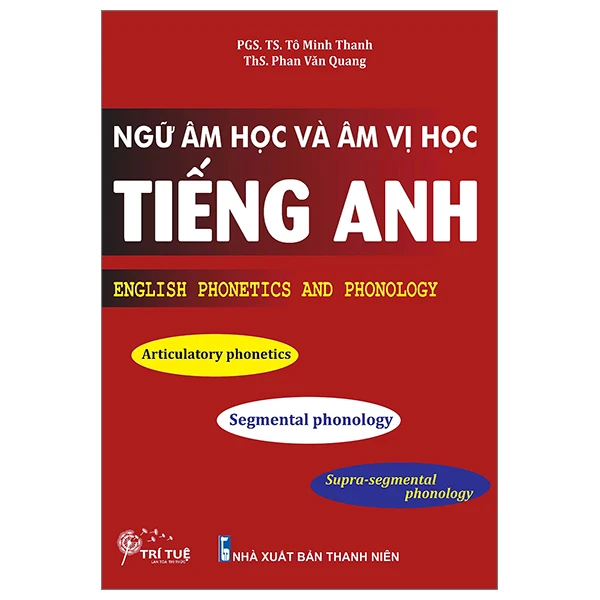 PGS. TS. Tô Minh Thanh
ThS. Phan Văn Quang
NGỮ ÂM HỌC VÀ ÂM VỊ HỌC
TIẾNG ANH
ENGLISH PHONETICS AND PHONOLOGY
Articulatory phonetics
Segmental phonology
Supra-segmental
phonology
TRÍ TUỆ
LAN TỎA TRI THỨC
NHÀ XUẤT BẢN THANH NIÊN